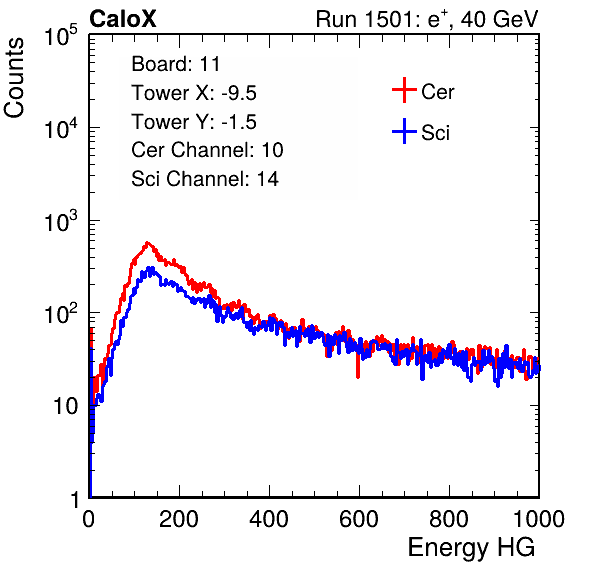 CaloX Run 1501: e⁺, 40 GeV
Counts
10⁵
10⁴
10³
10²
10
1
Board: 11
Tower X: -9.5
Tower Y: -1.5
Cer Channel: 10
Sci Channel: 14
Cer
Sci
0 200 400 600 800 1000
Energy HG